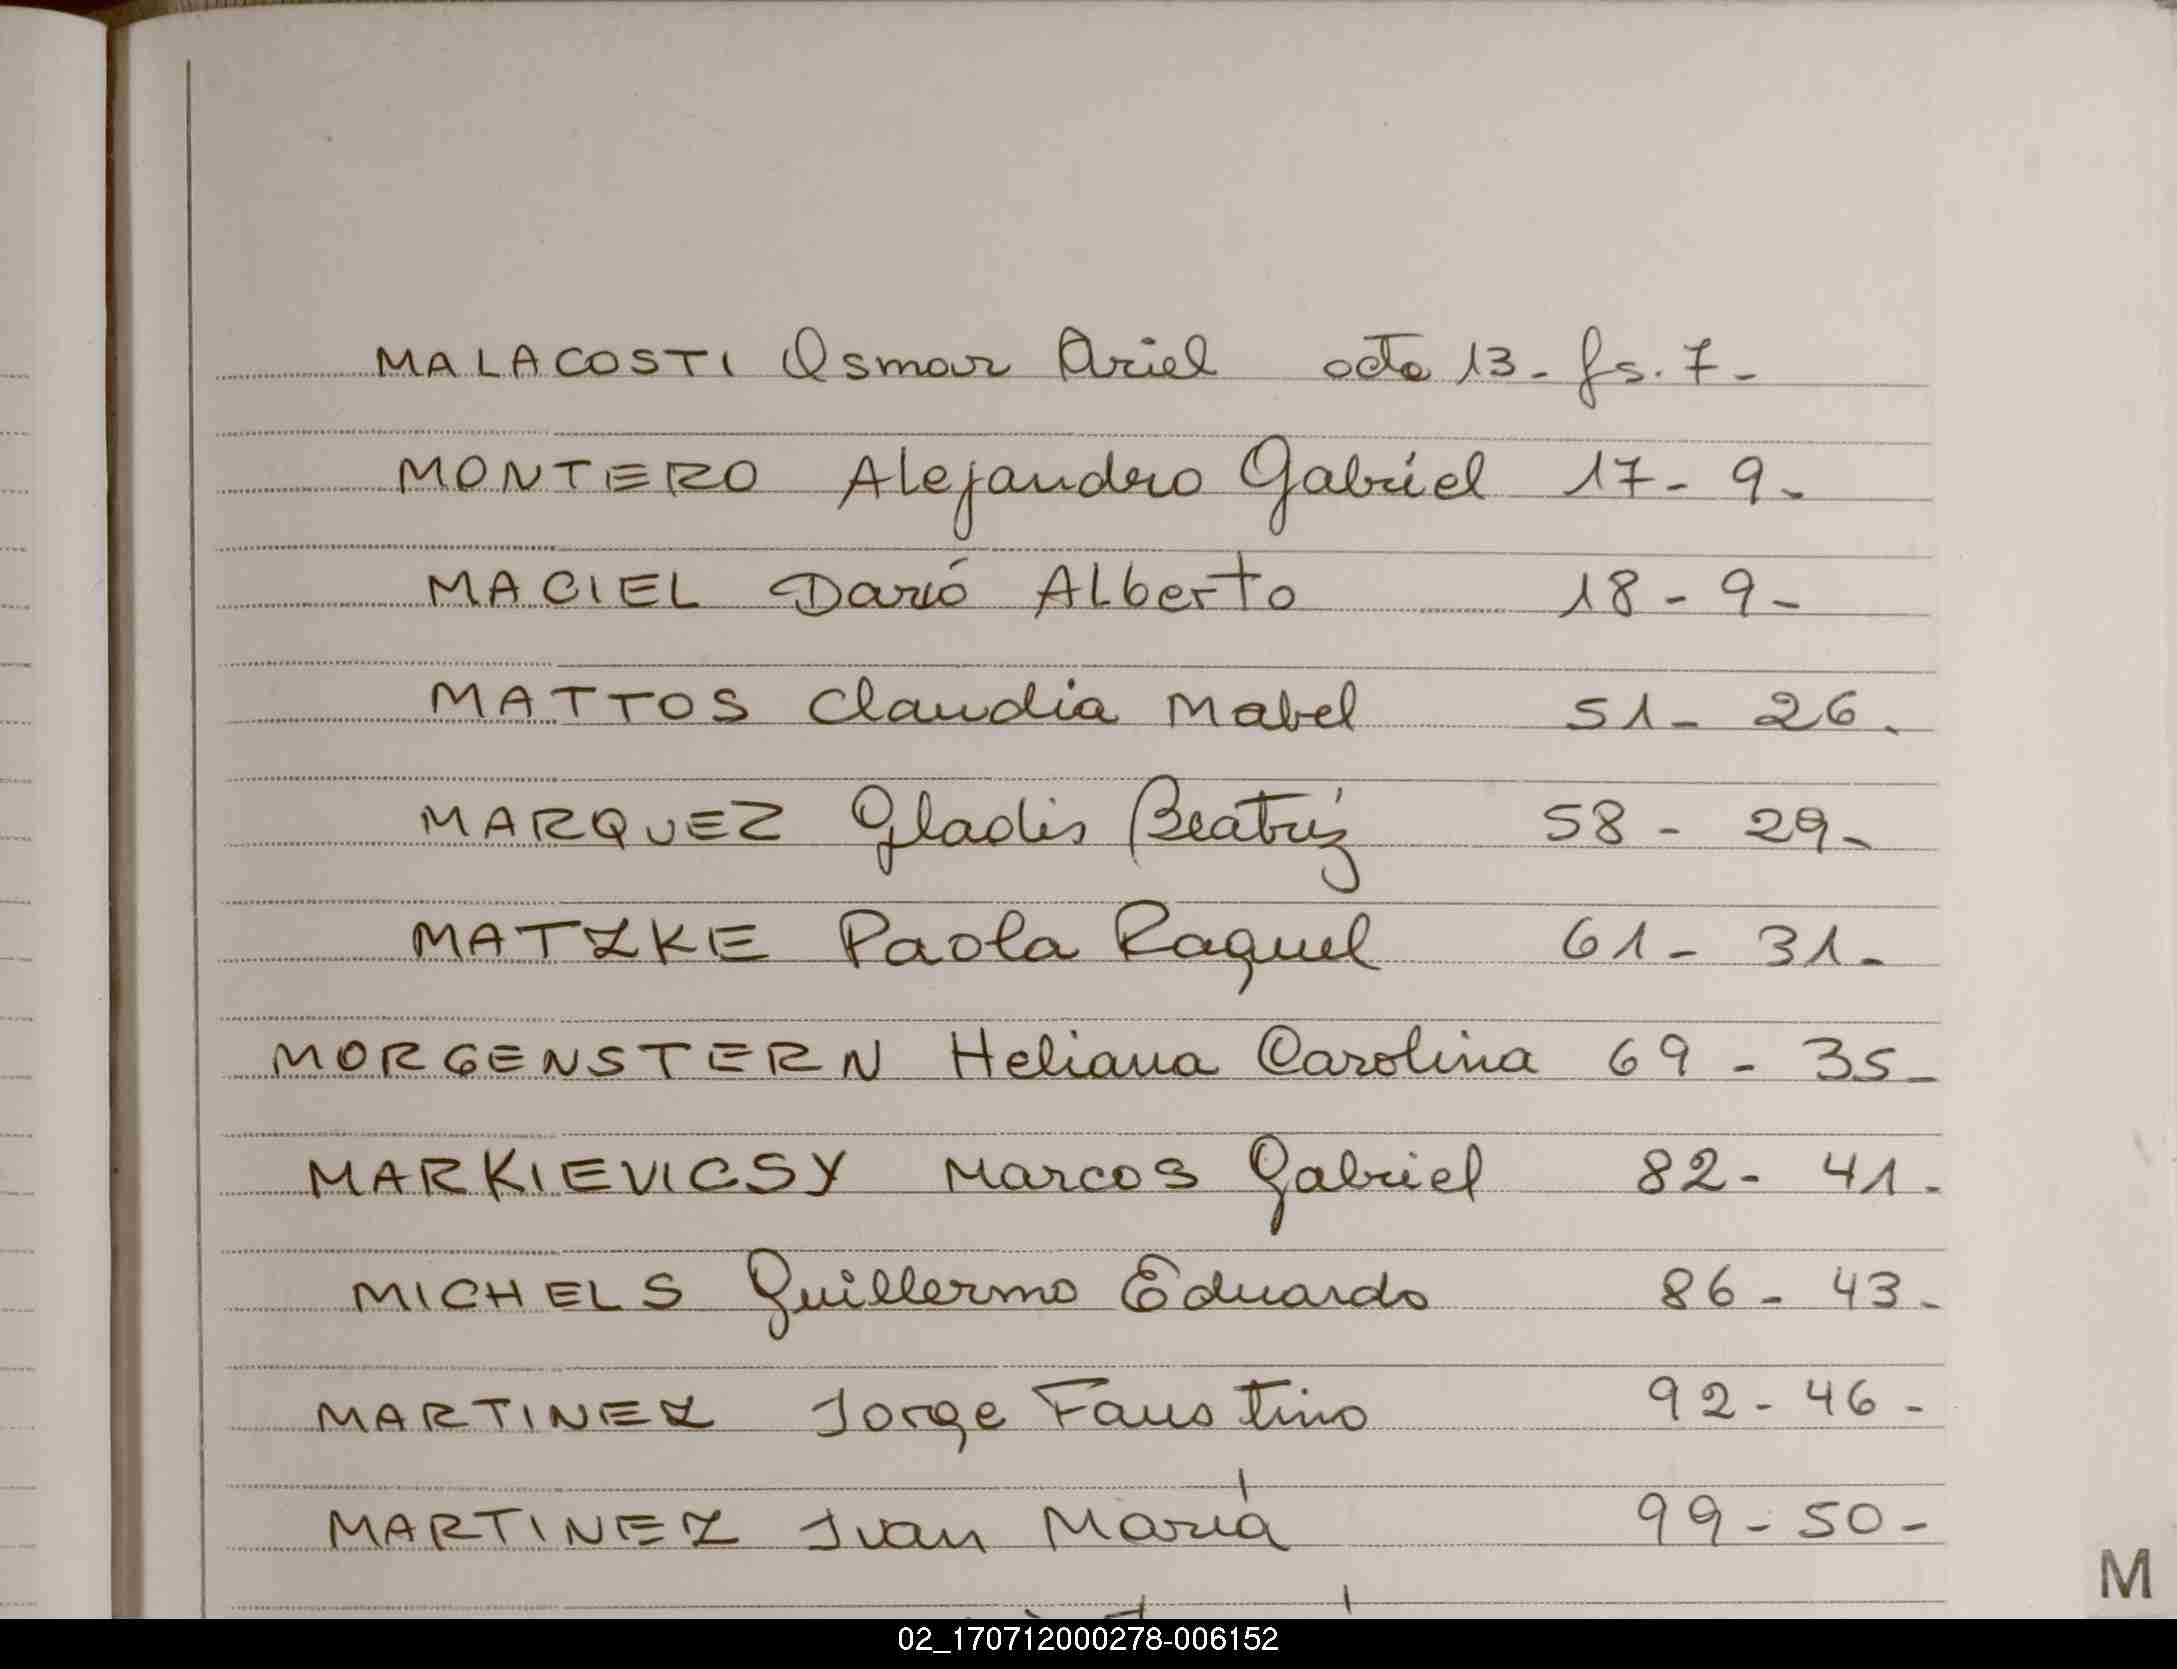 MALACOSTI Osmar Ariel acta 13- fs. 7-
MONTERO Alejandro Gabriel 17- 9-
MACIEL Darío Alberto 18- 9-
MATTOS Claudia Mabel 51- 26.
MARQUEZ Gladis Beatriz 58- 29-
MATZKE Paola Raquel 61- 31-
MORGENSTERN Heliana Carolina 69- 35-
MARKIEVICSY Marcos Gabriel 82- 41-
MICHELS Guillermo Eduardo 86- 43-
MARTINEZ Jorge Faustino 92- 46-
MARTINEZ Ivan María 99- 50-
M
02_170712000278-006152